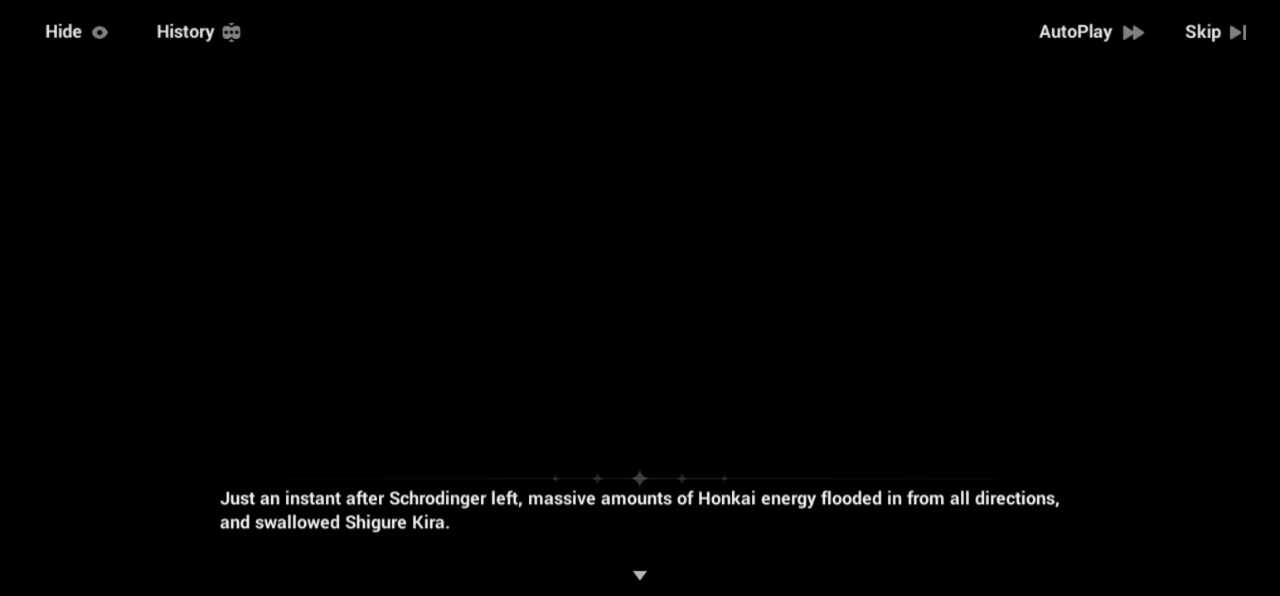 Hide
History
AutoPlay
Skip
Just an instant after Schrodinger left, massive amounts of Honkai energy flooded in from all directions,
and swallowed Shigure Kira.